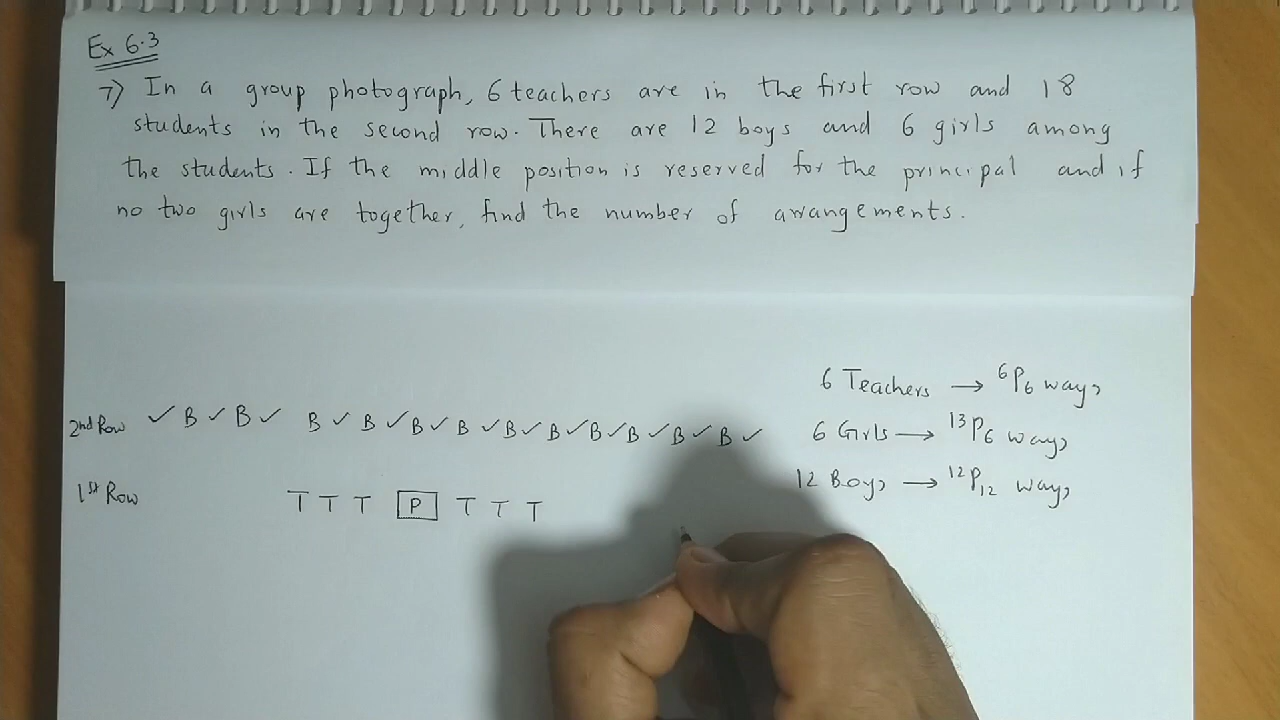 Ex 6.3
7) In a group photograph, 6 teachers are in the first row and 18
students in the second row. There are 12 boys and 6 girls among
the students. If the middle position is reserved for the principal and if
no two girls are together, find the number of arrangements.
6 Teachers → ⁶P₆ ways
2nd Row ✓ B ✓ B ✓ B ✓ B ✓ B ✓ B ✓ B ✓ B ✓ B ✓ B ✓ B ✓ B ✓
6 Girls → ¹³P₆ ways
12 Boys → ¹²P₁₂ ways
1st Row T T T P T T T